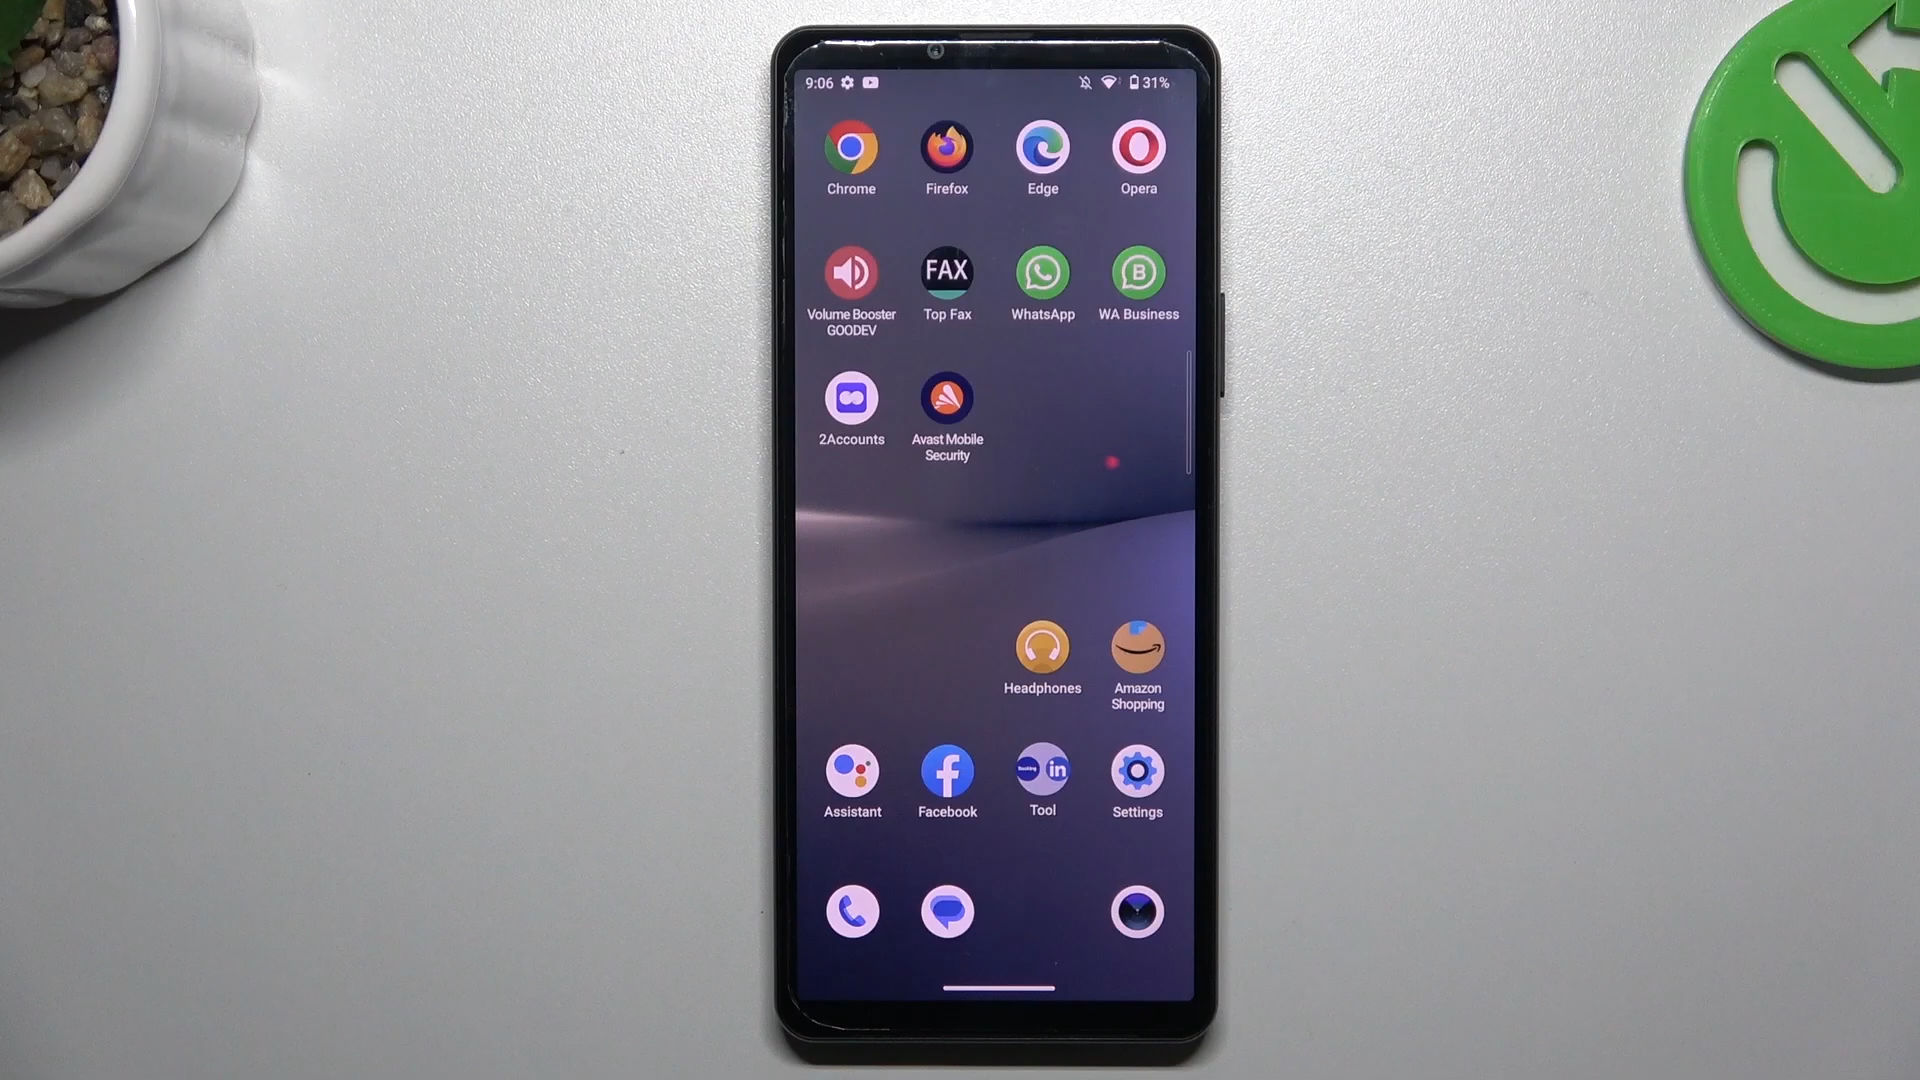 9:06
31%
Chrome
Firefox
Edge
Opera
FAX
Volume Booster
GOODEV
Top Fax
WhatsApp
WA Business
B
2Accounts
Avast Mobile
Security
Headphones
Amazon
Shopping
Booking
in
Assistant
Facebook
Tool
Settings